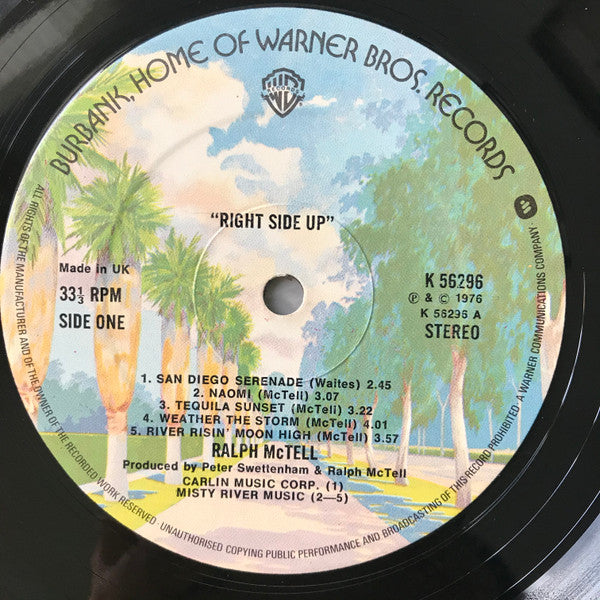 BURBANK, HOME OF WARNER BROS. RECORDS
"RIGHT SIDE UP"
Made in UK
33⅓ RPM
SIDE ONE
K 56296
℗ & © 1976
K 56296 A
STEREO
1. SAN DIEGO SERENADE (Waites) 2.45
2. NAOMI (McTell) 3.07
3. TEQUILA SUNSET (McTell) 3.22
4. WEATHER THE STORM (McTell) 4.01
5. RIVER RISIN' MOON HIGH (McTell) 3.57
RALPH McTELL
Produced by Peter Swettenham & Ralph McTell
CARLIN MUSIC CORP. (1)
MISTY RIVER MUSIC (2—5)
ALL RIGHTS OF THE MANUFACTURER AND OF THE OWNER OF THE RECORDED WORK RESERVED · UNAUTHORISED COPYING PUBLIC PERFORMANCE AND BROADCASTING OF THIS RECORD PROHIBITED · A WARNER COMMUNICATIONS COMPANY